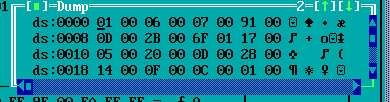 [■]=Dump 2=[↑][↓]
ds:0000 01 00 06 00 07 00 91 00 ☺ ♠ • æ
ds:0008 0D 00 2B 00 6F 01 17 00 ♪ + o☺↨
ds:0010 05 00 20 00 0D 00 28 00 ♣ ♪ (
ds:0018 14 00 0F 00 0C 00 01 00 ¶ ☼ ♀ ☺